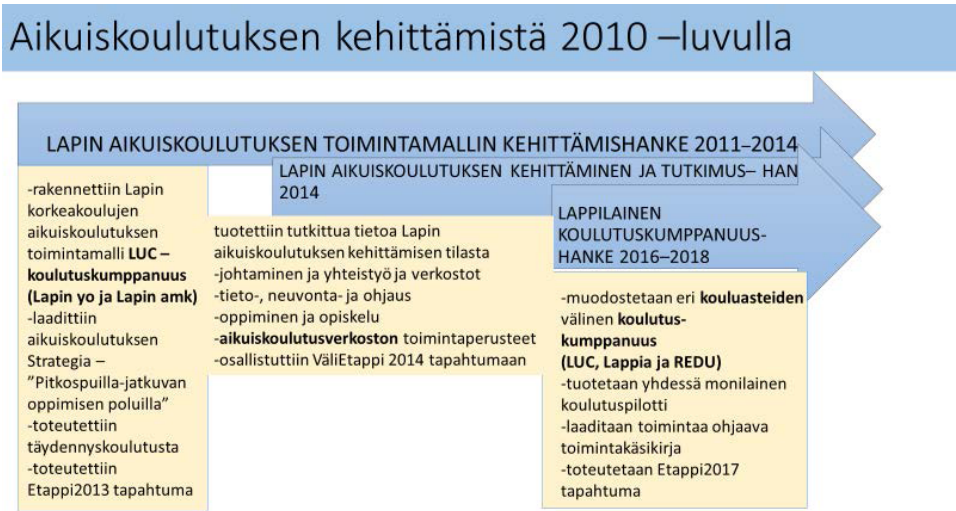 Aikuiskoulutuksen kehittämistä 2010 –luvulla
LAPIN AIKUISKOULUTUKSEN TOIMINTAMALLIN KEHITTÄMISHANKE 2011–2014
-rakennettiin Lapin
korkeakoulujen
aikuiskoulutuksen
toimintamalli LUC –
koulutuskumppanuus
(Lapin yo ja Lapin amk)
-laadittiin
aikuiskoulutuksen
Strategia –
”Pitkospuilla-jatkuvan
oppimisen poluilla”
-toteutettiin
täydennyskoulutusta
-toteutettiin
Etappi2013 tapahtuma
LAPIN AIKUISKOULUTUKSEN KEHITTÄMINEN JA TUTKIMUS– HAN
2014
tuotettiin tutkittua tietoa Lapin
aikuiskoulutuksen kehittämisen tilasta
-johtaminen ja yhteistyö ja verkostot
-tieto-, neuvonta- ja ohjaus
-oppiminen ja opiskelu
-aikuiskoulutusverkoston toimintaperusteet
-osallistuttiin VäliEtappi 2014 tapahtumaan
LAPPILAINEN
KOULUTUSKUMPPANUUS-
HANKE 2016–2018
-muodostetaan eri kouluasteiden
välinen koulutus-
kumppanuus
(LUC, Lappia ja REDU)
-tuotetaan yhdessä monilainen
koulutuspilotti
-laaditaan toimintaa ohjaava
toimintakäsikirja
-toteutetaan Etappi2017
tapahtuma